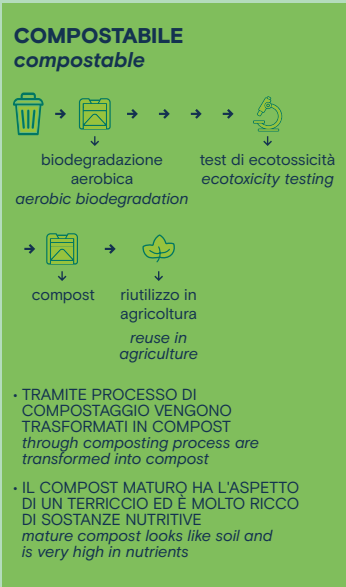 COMPOSTABILE
compostable
biodegradazione
aerobica
aerobic biodegradation
test di ecotossicità
ecotoxicity testing
compost
riutilizzo in
agricoltura
reuse in
agriculture
• TRAMITE PROCESSO DI
COMPOSTAGGIO VENGONO
TRASFORMATI IN COMPOST
through composting process are
transformed into compost
• IL COMPOST MATURO HA L'ASPETTO
DI UN TERRICCIO ED È MOLTO RICCO
DI SOSTANZE NUTRITIVE
mature compost looks like soil and
is very high in nutrients